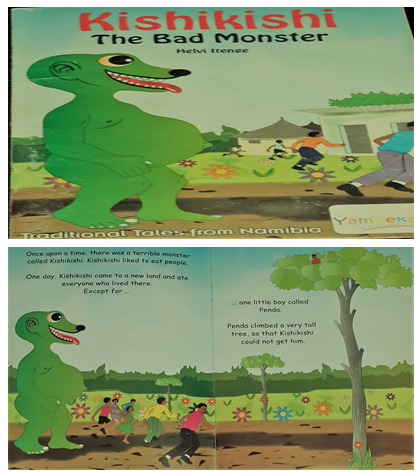 Kishikishi
The Bad Monster
Helvi Itenge
Traditional Tales from Namibia
Once upon a time, there was a terrible monster
called Kishikishi. Kishikishi liked to eat people.
One day, Kishikishi came to a new land and ate
everyone who lived there.
Except for ...
... one little boy called
Penda.
Penda climbed a very tall
tree, so that Kishikishi
could not get him.